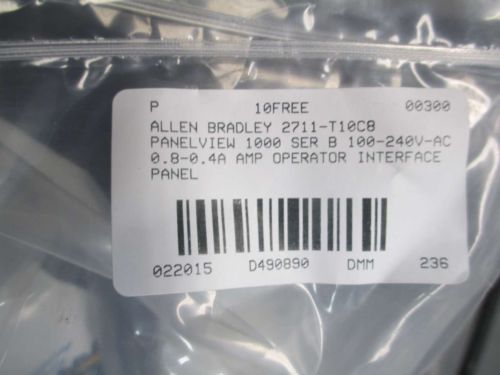 P 10FREE 00300
ALLEN BRADLEY 2711-T10C8
PANELVIEW 1000 SER B 100-240V-AC
0.8-0.4A AMP OPERATOR INTERFACE
PANEL
022015 D490890 DMM 236